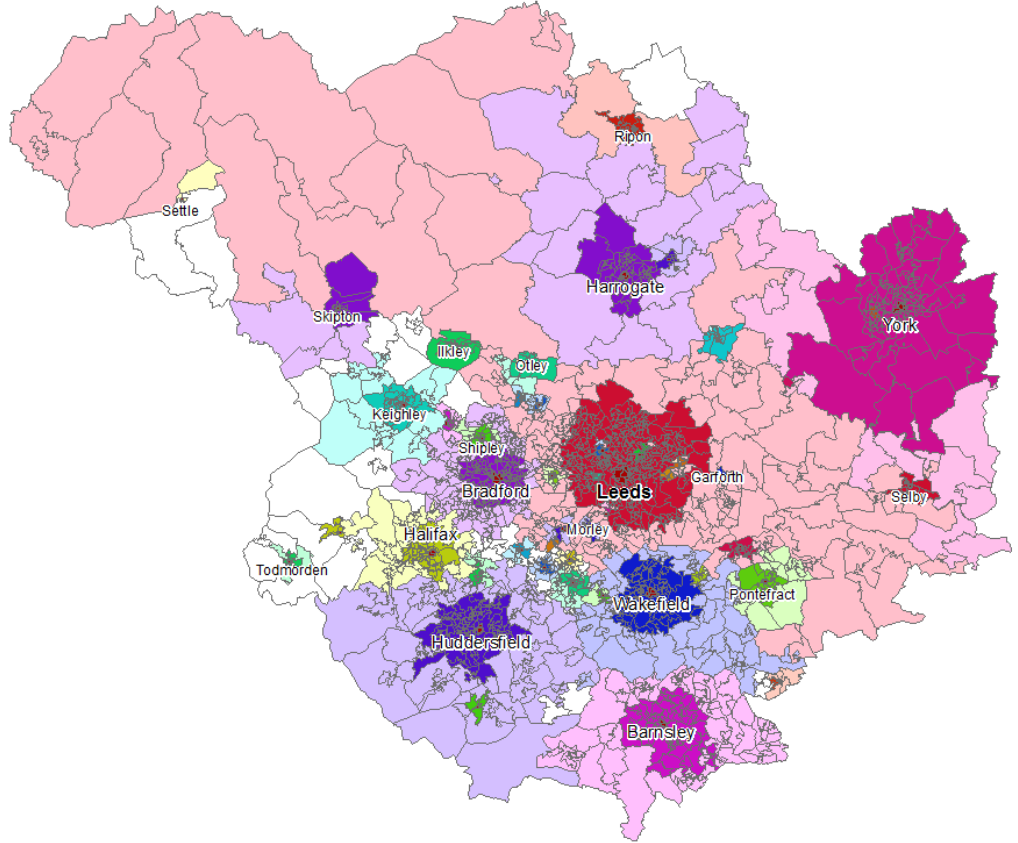 Ripon
Settle
Harrogate
Skipton
York
Ilkley
Otley
Keighley
Shipley
Garforth
Bradford
Leeds
Selby
Morley
Halifax
Todmorden
Pontefract
Wakefield
Huddersfield
Barnsley